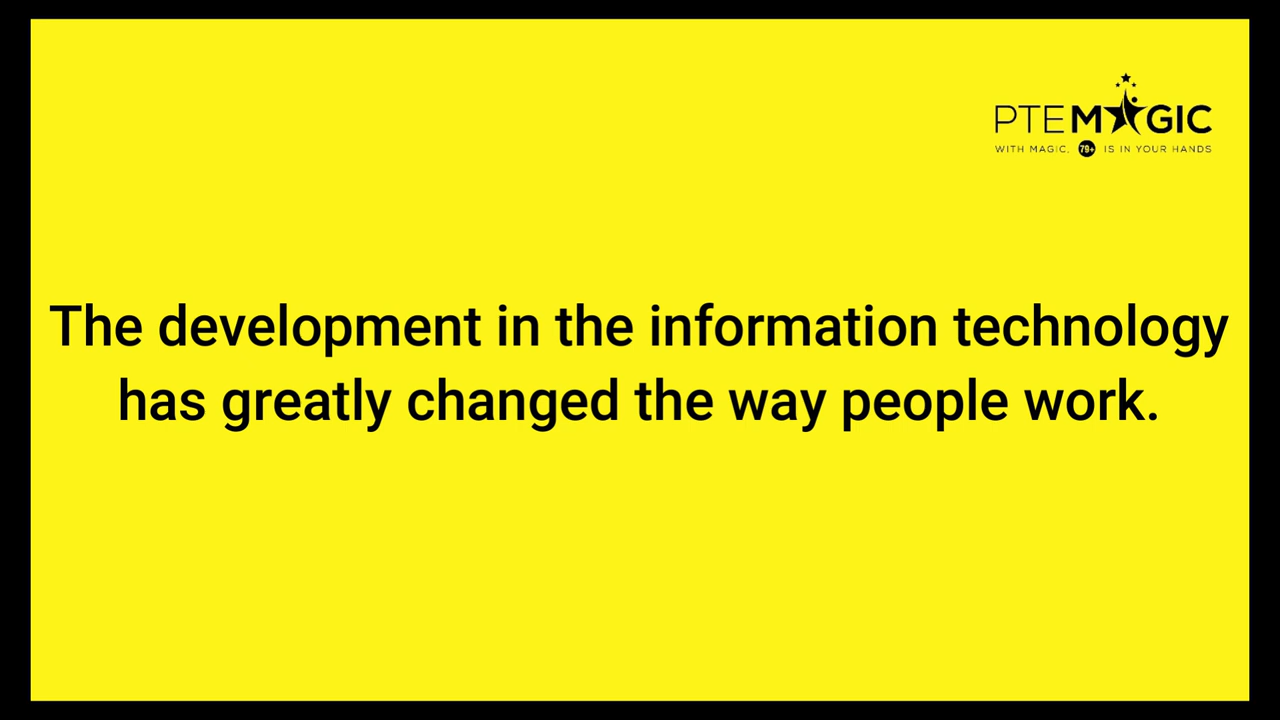 PTEMAGIC
WITH MAGIC, 79+ IS IN YOUR HANDS
The development in the information technology
has greatly changed the way people work.